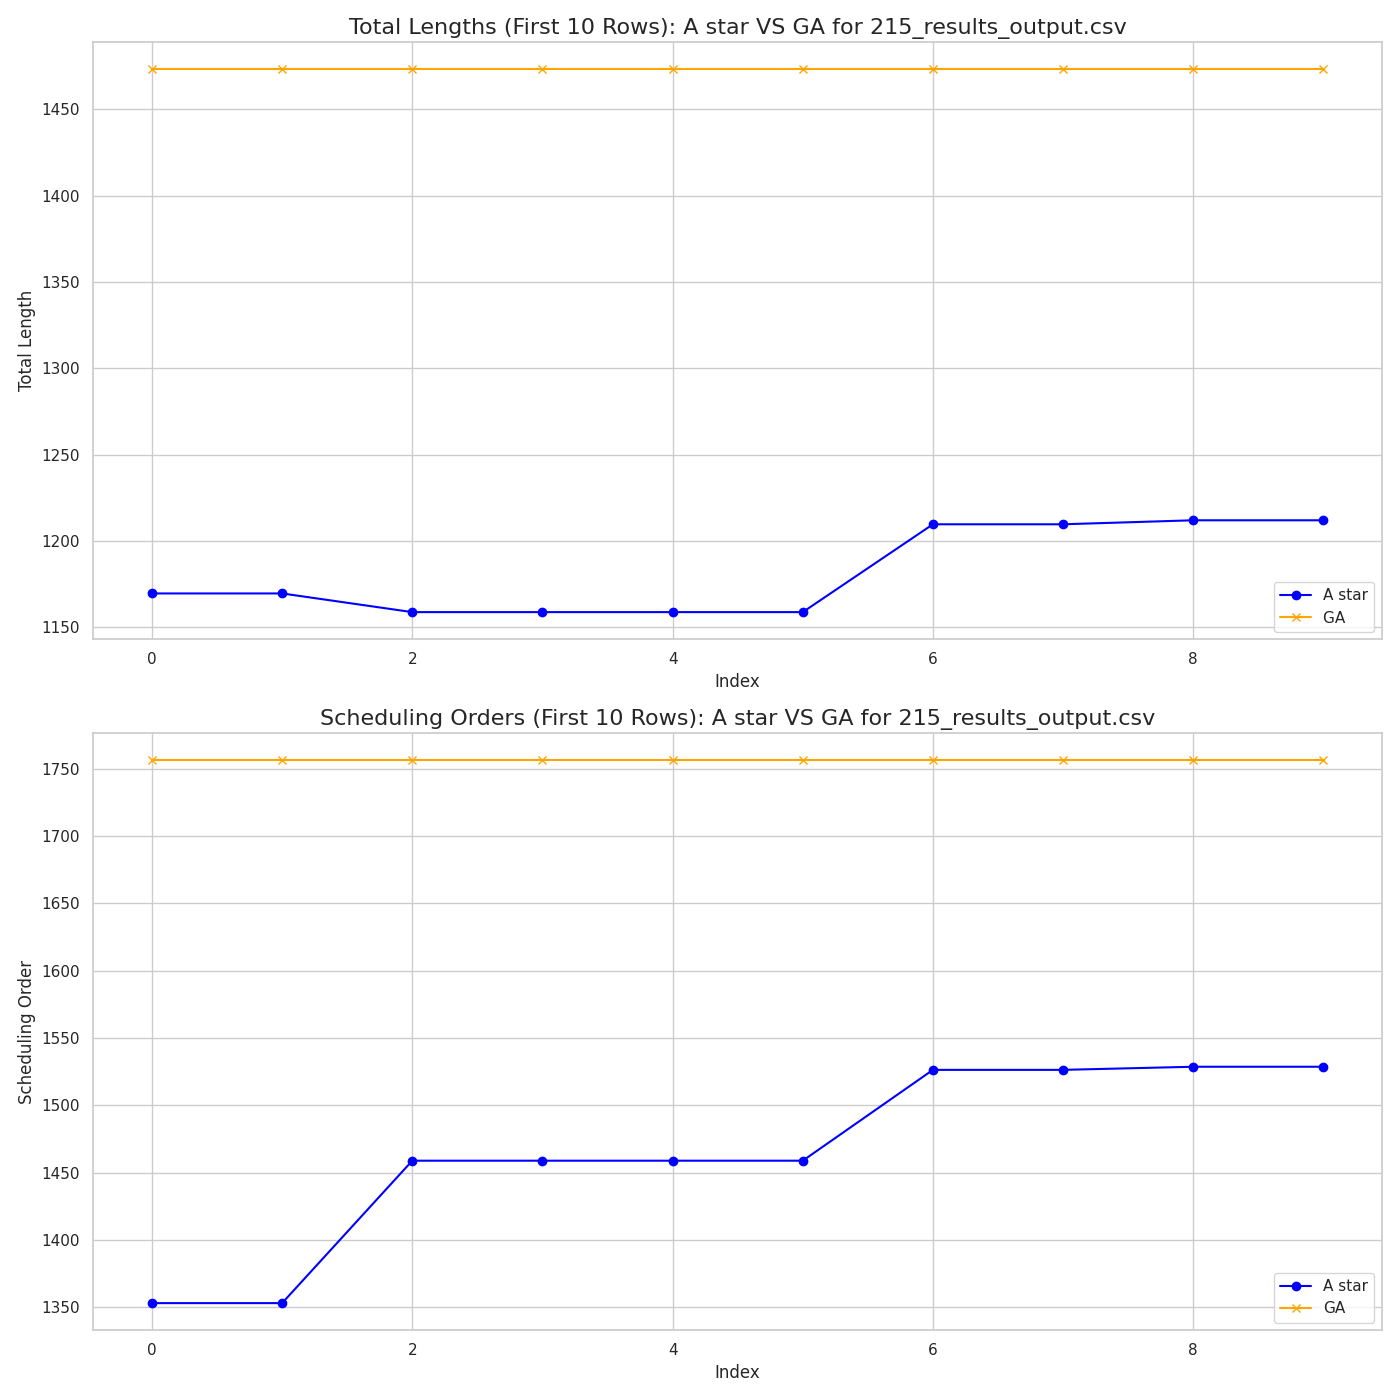 Total Lengths (First 10 Rows): A star VS GA for 215_results_output.csv
1450
1400
1350
1300
1250
1200
1150
Total Length
A star
GA
0 2 4 6 8
Index
Scheduling Orders (First 10 Rows): A star VS GA for 215_results_output.csv
1750
1700
1650
1600
1550
1500
1450
1400
1350
Scheduling Order
A star
GA
0 2 4 6 8
Index